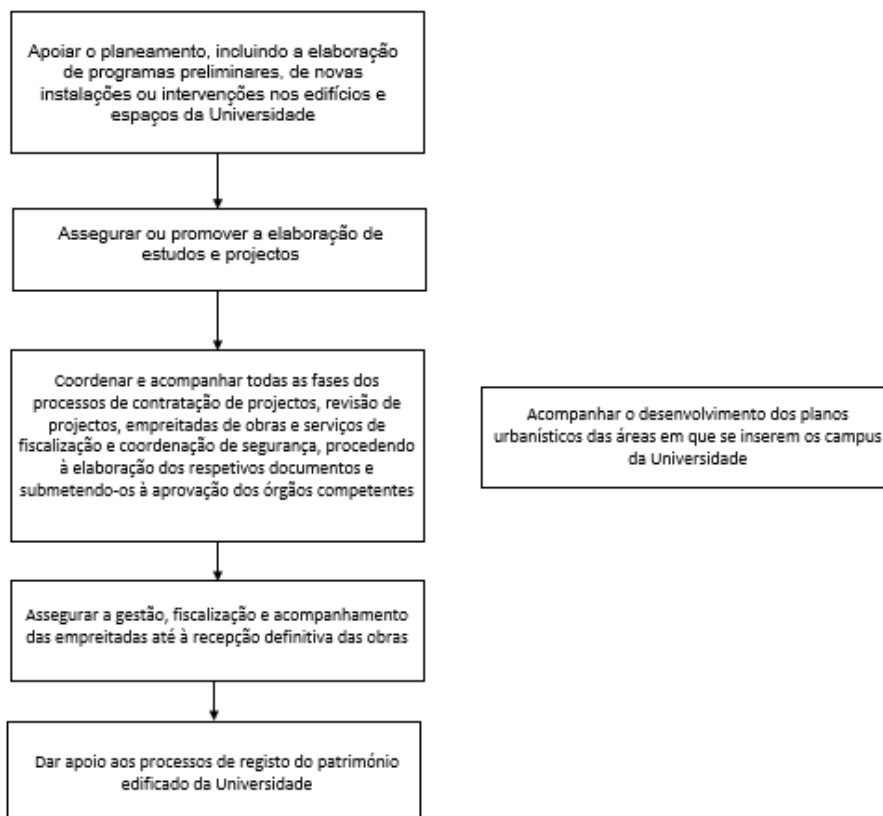 Apoiar o planeamento, incluindo a elaboração
de programas preliminares, de novas
instalações ou intervenções nos edifícios e
espaços da Universidade
Assegurar ou promover a elaboração de
estudos e projectos
Coordenar e acompanhar todas as fases dos
processos de contratação de projectos, revisão de
projectos, empreitadas de obras e serviços de
fiscalização e coordenação de segurança, procedendo
à elaboração dos respetivos documentos e
submetendo-os à aprovação dos órgãos competentes
Acompanhar o desenvolvimento dos planos
urbanísticos das áreas em que se inserem os campus
da Universidade
Assegurar a gestão, fiscalização e acompanhamento
das empreitadas até à recepção definitiva das obras
Dar apoio aos processos de registo do património
edificado da Universidade